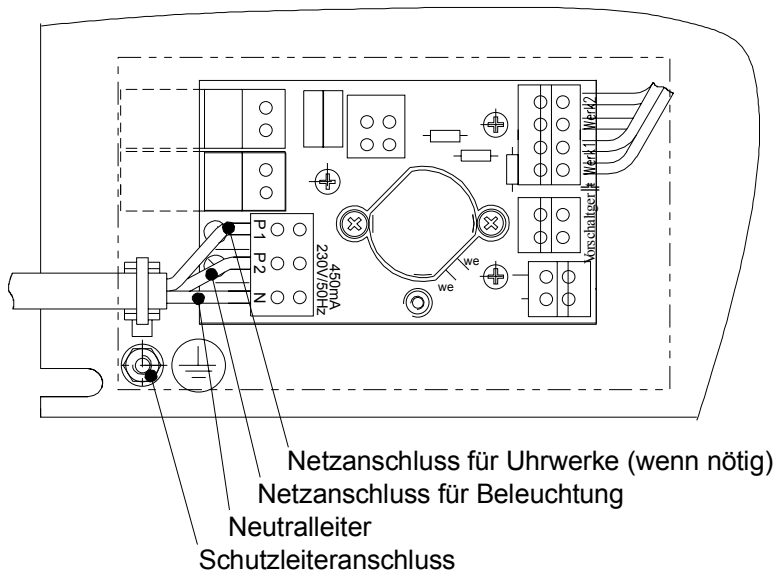 Werk2
Werk1
Vorschaltger
we
we
P1
P2
N
450mA
230V/50Hz
Netzanschluss für Uhrwerke (wenn nötig)
Netzanschluss für Beleuchtung
Neutralleiter
Schutzleiteranschluss